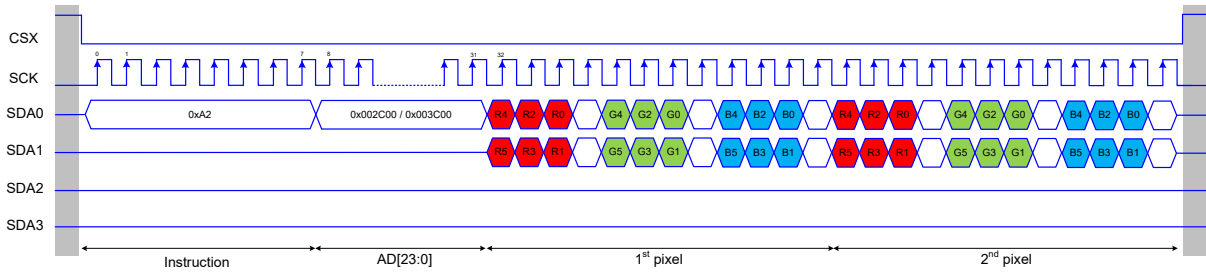 CSX
0 1 7 8 31 32
SCK
SDA0 0xA2 0x002C00 / 0x003C00 R4 R2 R0 G4 G2 G0 B4 B2 B0 R4 R2 R0 G4 G2 G0 B4 B2 B0
SDA1 R5 R3 R1 G5 G3 G1 B5 B3 B1 R5 R3 R1 G5 G3 G1 B5 B3 B1
SDA2
SDA3
Instruction AD[23:0] 1st pixel 2nd pixel